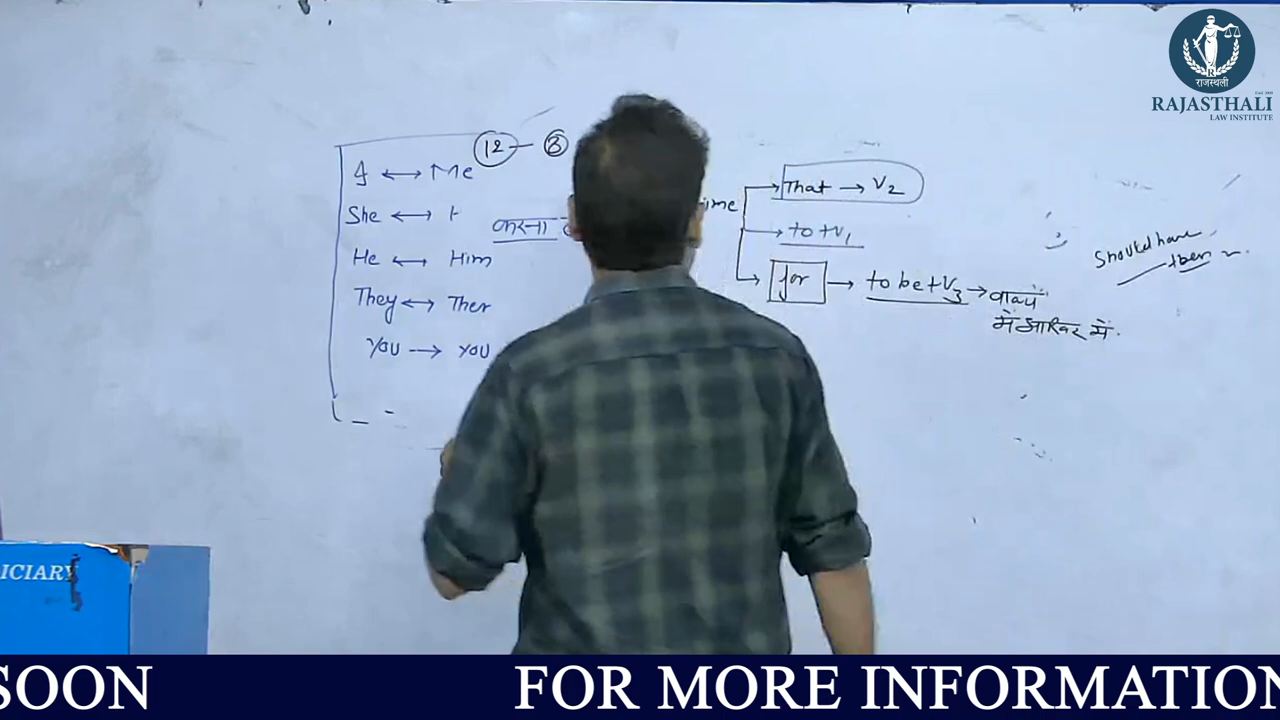 राजस्थली
RAJASTHALI
LAW INSTITUTE
12 — 8
I ↔ Me
She ↔ H
He ↔ Him
They ↔ Ther
You → You
करना
ime
That → V2
to + V1
for → to be + V3 → वाक्य
में आखिर में.
Should have
been
ICIARY
SOON FOR MORE INFORMATION